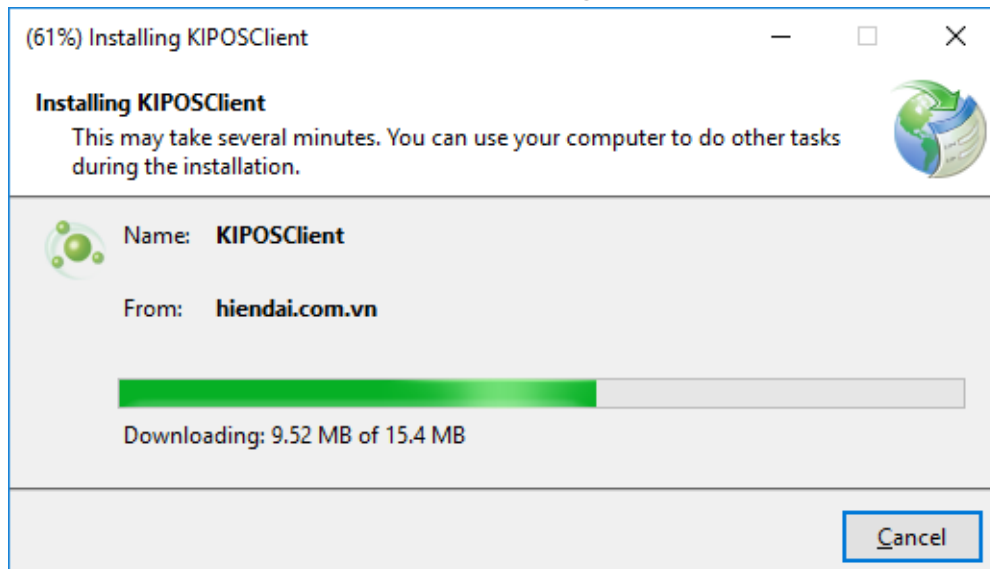 (61%) Installing KIPOSClient
Installing KIPOSClient
This may take several minutes. You can use your computer to do other tasks
during the installation.
Name: KIPOSClient
From: hiendai.com.vn
Downloading: 9.52 MB of 15.4 MB
Cancel